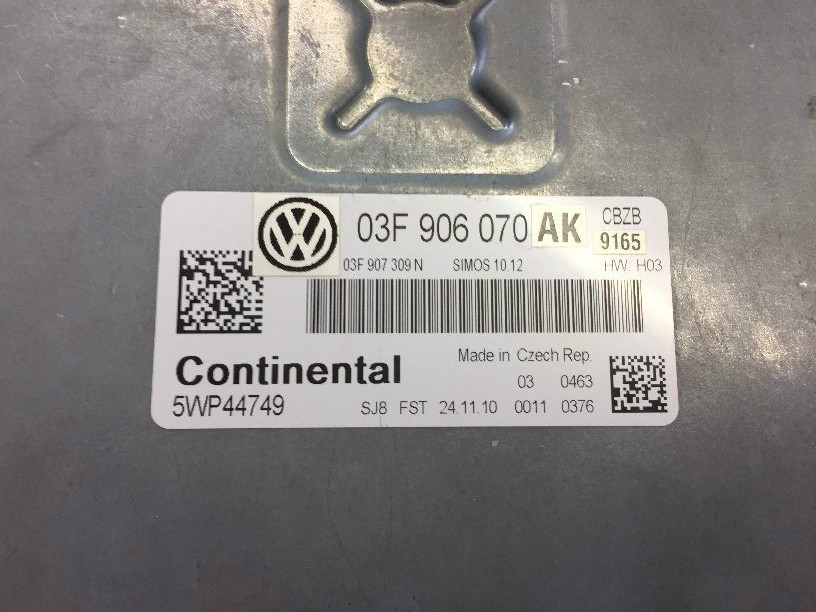 03F 906 070 AK CBZB
9165
03F 907 309 N SIMOS 10.12 HW H03
Continental Made in Czech Rep.
03 0463
5WP44749 SJ8 FST 24.11.10 0011 0376